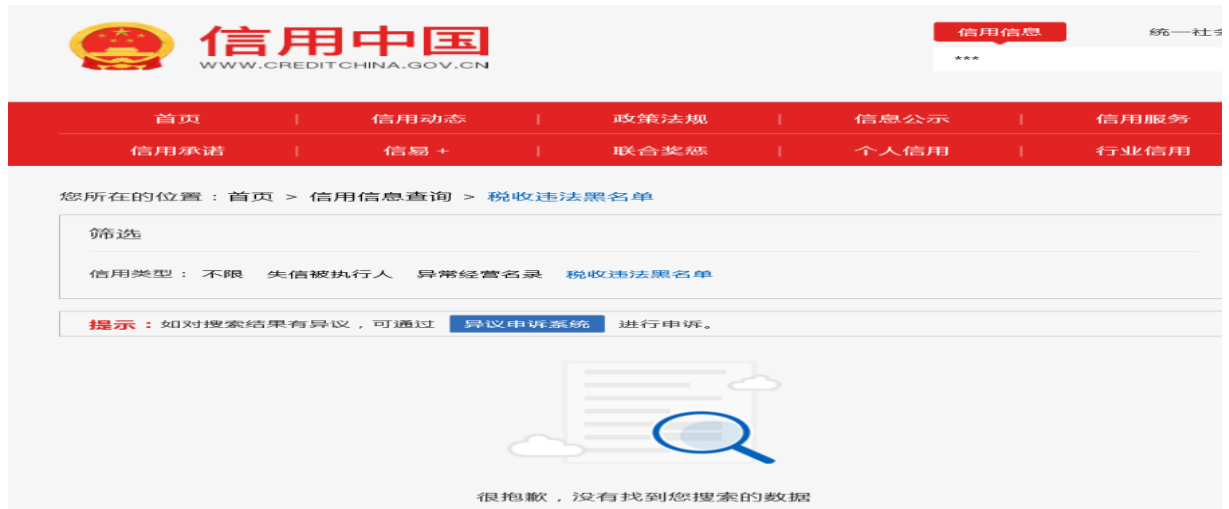 信用中国
WWW.CREDITCHINA.GOV.CN
信用信息
统一社
***
首页 | 信用动态 | 政策法规 | 信息公示 | 信用服务
信用承诺 | 信易+ | 联合奖惩 | 个人信用 | 行业信用
您所在的位置：首页 > 信用信息查询 > 税收违法黑名单
筛选
信用类型： 不限 失信被执行人 异常经营名录 税收违法黑名单
提示：如对搜索结果有异议，可通过 异议申诉系统 进行申诉。
很抱歉，没有找到您搜索的数据